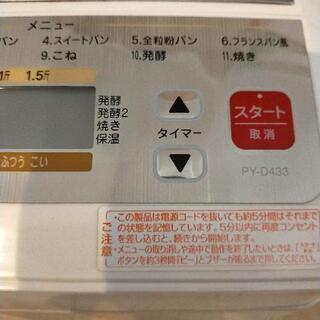 メニュー
パン 4.スイートパン 5.全粒粉パン 6.フランスパン風
9.こね 10.発酵 11.焼き
1斤 1.5斤
発酵
発酵2
焼き
保温
タイマー
スタート
取消
ふつう こい
PY-D433
ご注意
・この製品は電源コードを抜いても約5分間はそれまで
の状態を記憶しています。5分以内に再度コンセント
を差し込むと、続きから開始します。
・メニューの取り消しや途中で動作を終了したいときは、
ボタンを約3秒間「ピー」とブザーが鳴るまで押してください。